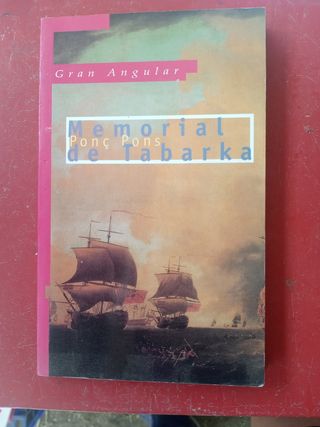 Gran Angular
Memorial
Ponç Pons
de Tabarka